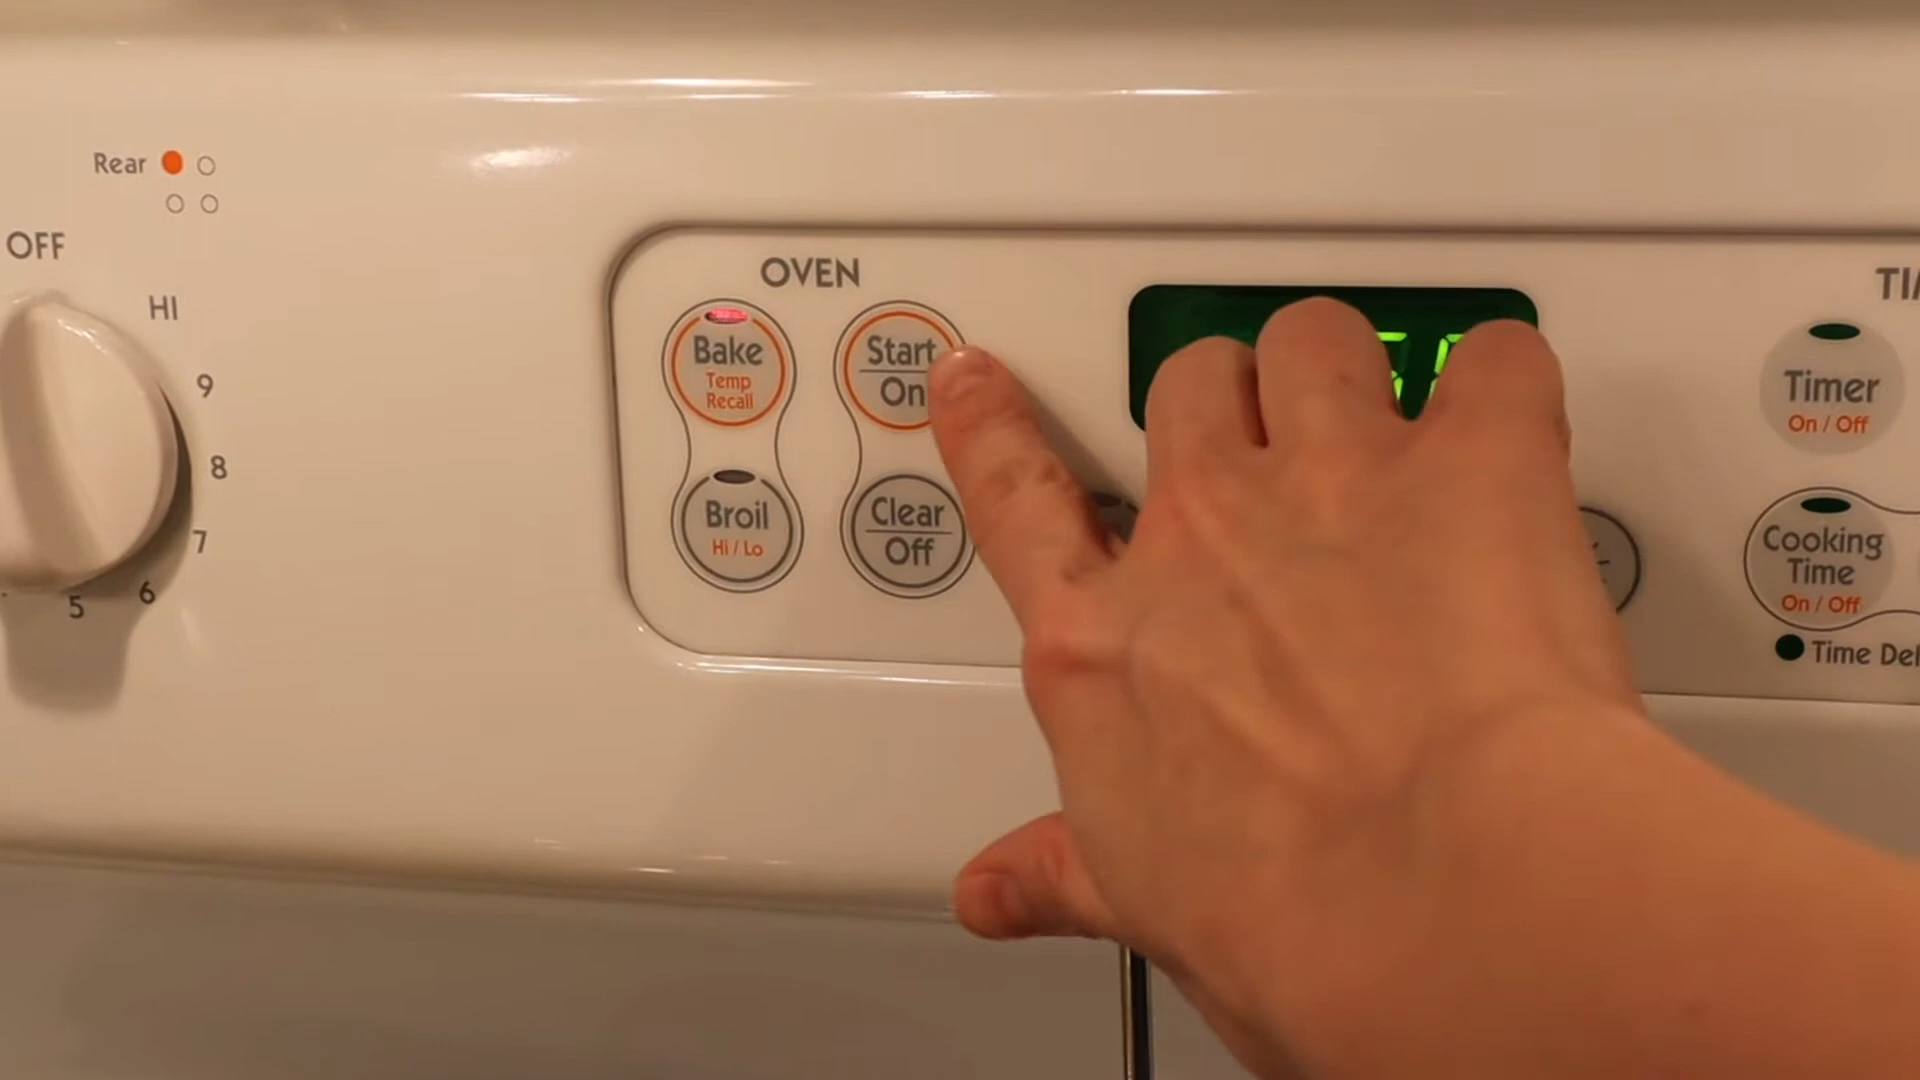 Rear
OFF
HI
9
8
7
6
5
OVEN
Bake
Temp
Recall
Start
On
Broil
Hi / Lo
Clear
Off
Timer
On / Off
Cooking
Time
On / Off
Time